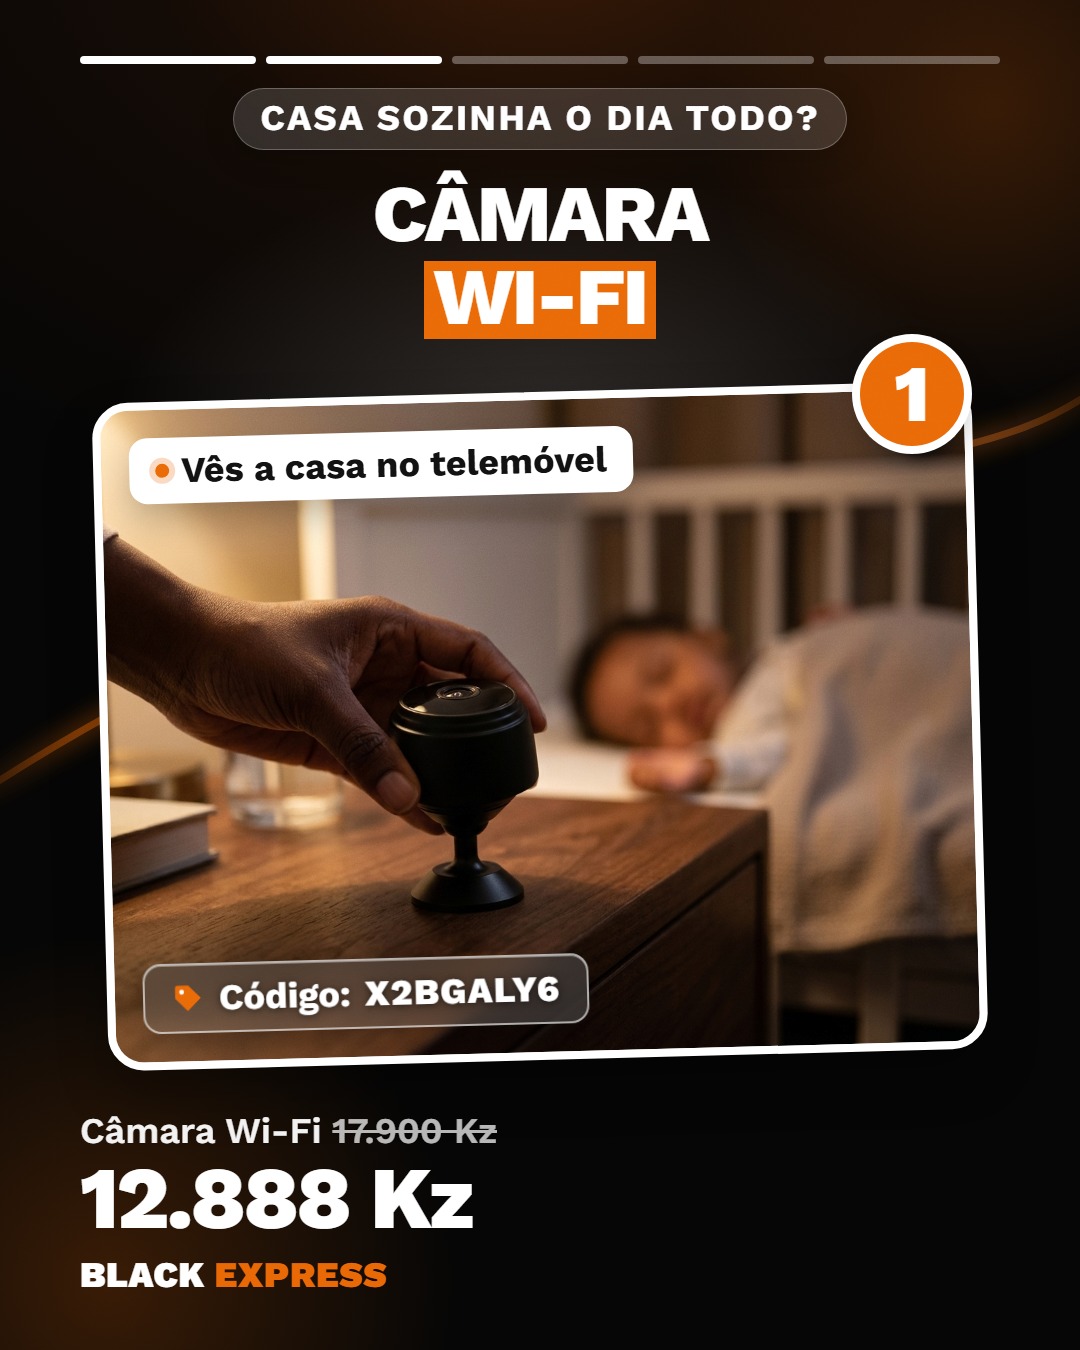 CASA SOZINHA O DIA TODO?
CÂMARA
WI-FI
1
Vês a casa no telemóvel
Código: X2BGALY6
Câmara Wi-Fi 17.900 Kz
12.888 Kz
BLACK EXPRESS